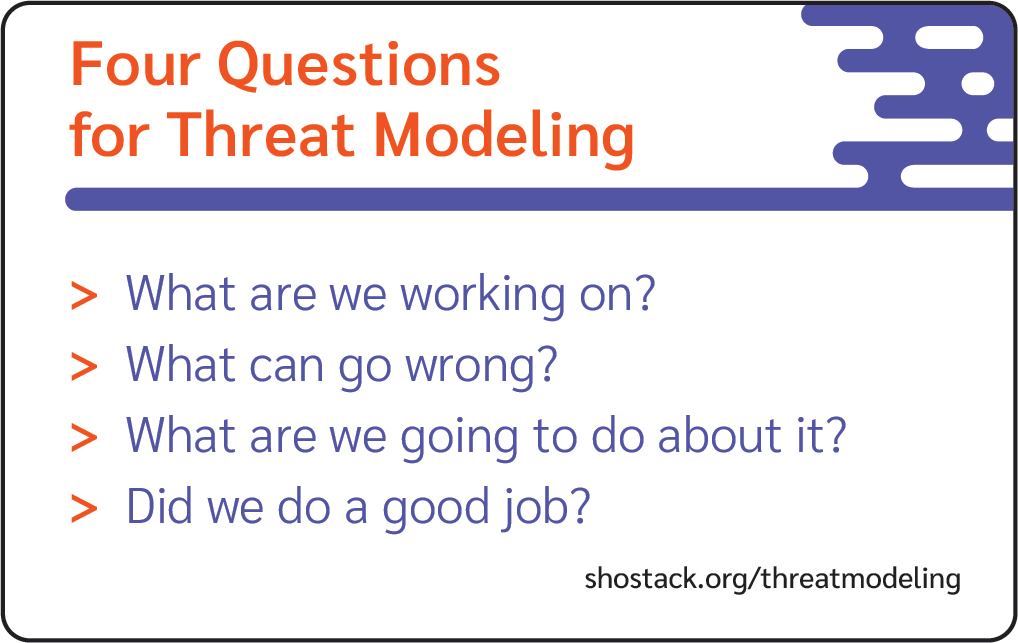 Four Questions
for Threat Modeling
> What are we working on?
> What can go wrong?
> What are we going to do about it?
> Did we do a good job?
shostack.org/threatmodeling